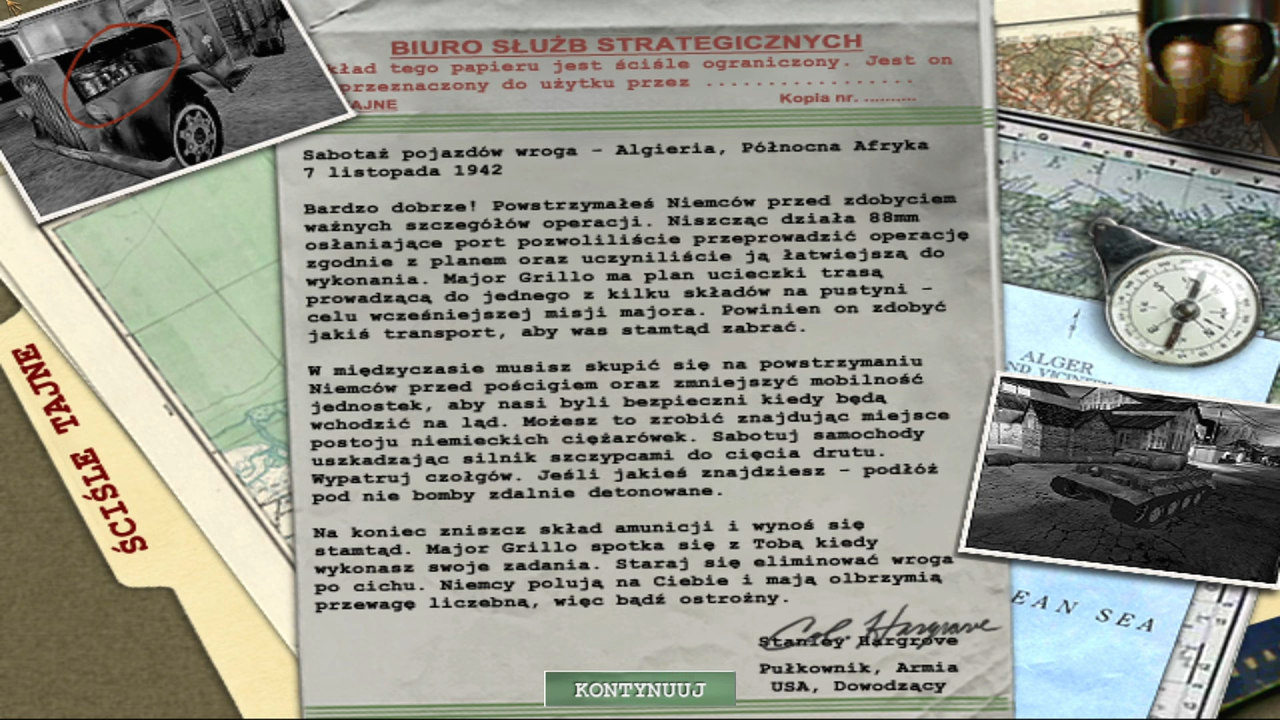 BIURO SŁUŻB STRATEGICZNYCH
kład tego papieru jest ściśle ograniczony. Jest on
przeznaczony do użytku przez ................
AJNE
Kopia nr. ..........
Sabotaż pojazdów wroga - Algieria, Północna Afryka
7 listopada 1942
Bardzo dobrze! Powstrzymałeś Niemców przed zdobyciem
ważnych szczegółów operacji. Niszcząc działa 88mm
osłaniające port pozwoliliście przeprowadzić operację
zgodnie z planem oraz uczyniliście ją łatwiejszą do
wykonania. Major Grillo ma plan ucieczki trasą
prowadzącą do jednego z kilku składów na pustyni -
celu wcześniejszej misji majora. Powinien on zdobyć
jakiś transport, aby was stamtąd zabrać.
W międzyczasie musisz skupić się na powstrzymaniu
Niemców przed pościgiem oraz zmniejszyć mobilność
jednostek, aby nasi byli bezpieczni kiedy będą
wchodzić na ląd. Możesz to zrobić znajdując miejsce
postoju niemieckich ciężarówek. Sabotuj samochody
uszkadzając silnik szczypcami do cięcia drutu.
Wypatruj czołgów. Jeśli jakieś znajdziesz - podłóż
pod nie bomby zdalnie detonowane.
Na koniec zniszcz skład amunicji i wynoś się
stamtąd. Major Grillo spotka się z Tobą kiedy
wykonasz swoje zadania. Staraj się eliminować wroga
po cichu. Niemcy polują na Ciebie i mają olbrzymią
przewagę liczebną, więc bądź ostrożny.
Col Hargrove
Stanley Hargrove
Pułkownik, Armia
USA, Dowodzący
KONTYNUUJ
ŚCIŚLE TAJNE
ALGER
ND VICINITY
EAN SEA